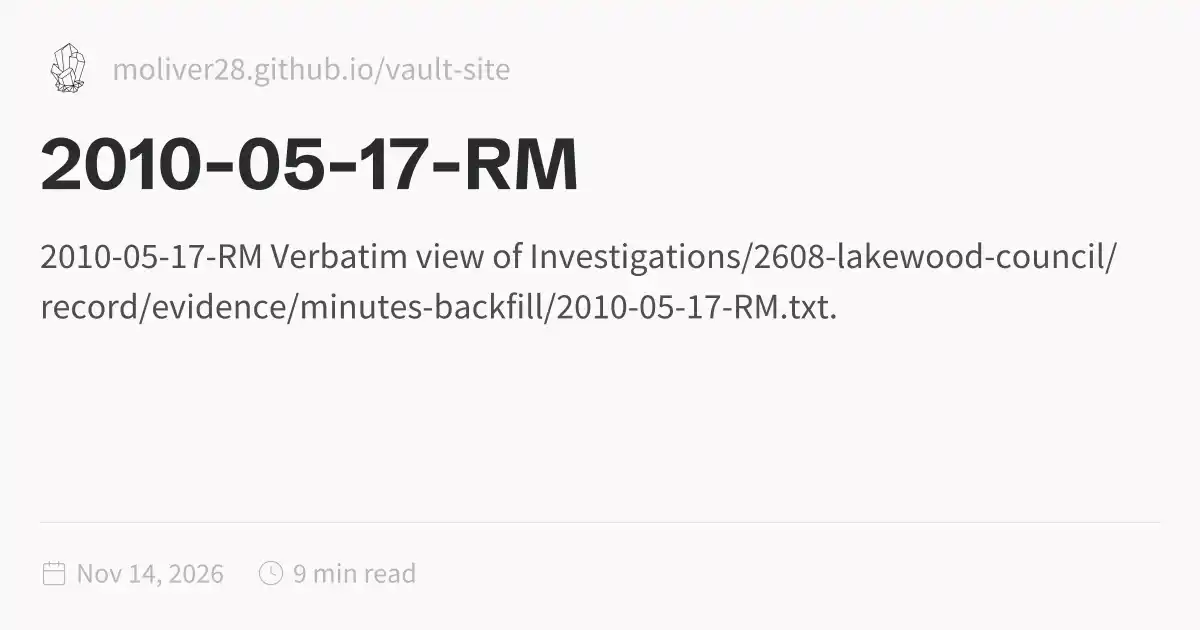 moliver28.github.io/vault-site
2010-05-17-RM
2010-05-17-RM Verbatim view of Investigations/2608-lakewood-council/
record/evidence/minutes-backfill/2010-05-17-RM.txt.
Nov 14, 2026 9 min read